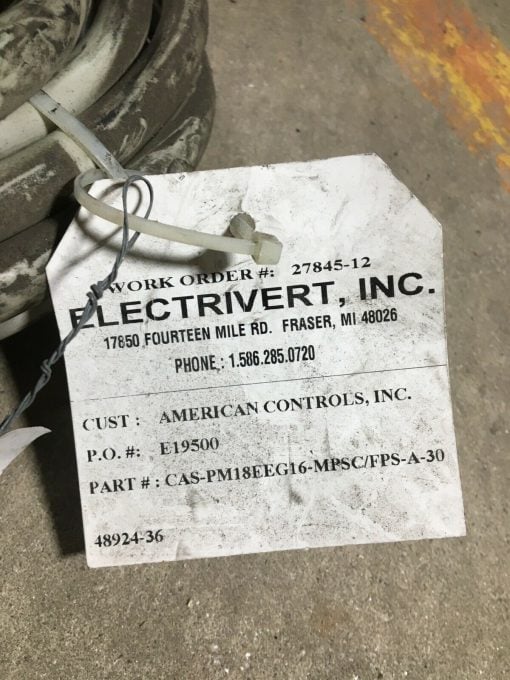 WORK ORDER #: 27845-12
ELECTRIVERT, INC.
17850 FOURTEEN MILE RD. FRASER, MI 48026
PHONE : 1.586.285.0720
CUST : AMERICAN CONTROLS, INC.
P.O. #: E19500
PART # : CAS-PM18EEG16-MPSC/FPS-A-30
48924-36